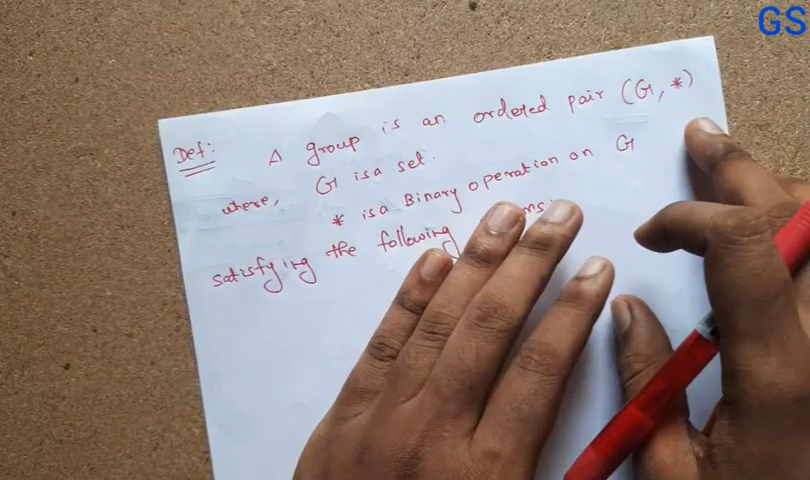 GS
Def: A group is an ordered pair (G, *)
where, G is a set.
* is a Binary operation on G
satisfying the following